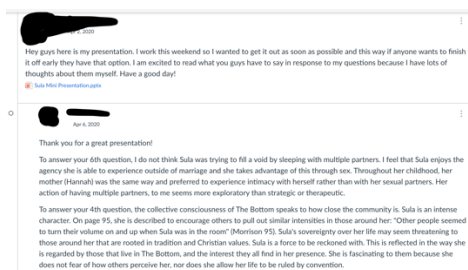 2, 2020
Hey guys here is my presentation. I work this weekend so I wanted to get it out as soon as possible and this way if anyone wants to finish
it off early they have that option. I am excited to read what you guys have to say in response to my questions because I have lots of
thoughts about them myself. Have a good day!
Sula Mini Presentation.pptx
Apr 6, 2020
Thank you for a great presentation!
To answer your 6th question, I do not think Sula was trying to fill a void by sleeping with multiple partners. I feel that Sula enjoys the
agency she is able to experience outside of marriage and she takes advantage of this through sex. Throughout her childhood, her
mother (Hannah) was the same way and preferred to experience intimacy with herself rather than with her sexual partners. Her
action of having multiple partners, to me seems more exploratory than strategic or therapeutic.
To answer your 4th question, the collective consciousness of The Bottom speaks to how close the community is. Sula is an intense
character. On page 95, she is described to encourage others to pull out similar intensities in those around her: "Other people seemed
to turn their volume on and up when Sula was in the room" (Morrison 95). Sula's sovereignty over her life may seem threatening to
those around her that are rooted in tradition and Christian values. Sula is a force to be reckoned with. This is reflected in the way she
is regarded by those that live in The Bottom, and the interest they all find in her presence. She is fascinating to them because she
does not fear of how others perceive her, nor does she allow her life to be ruled by convention.